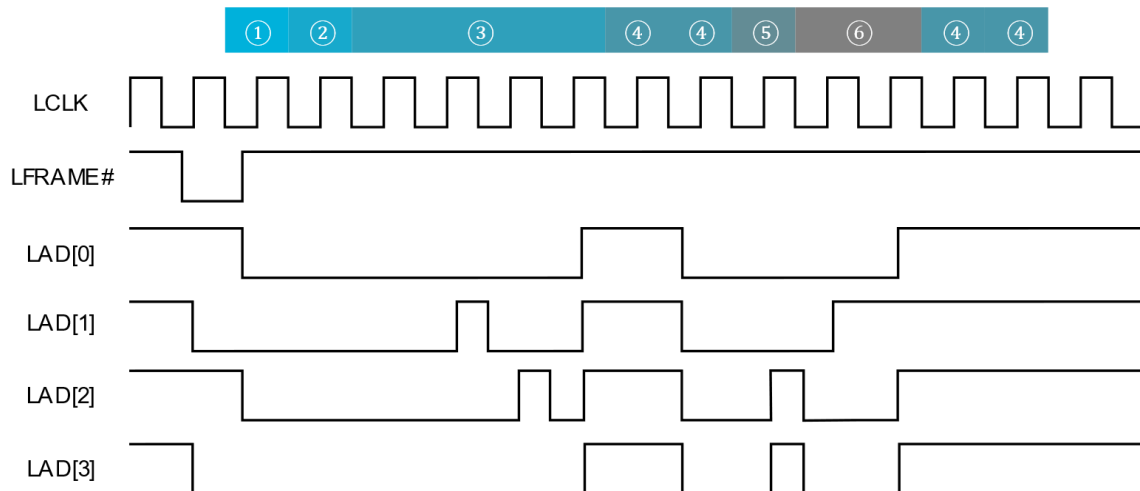 ① ② ③ ④ ④ ⑤ ⑥ ④ ④
LCLK
LFRAME#
LAD[0]
LAD[1]
LAD[2]
LAD[3]